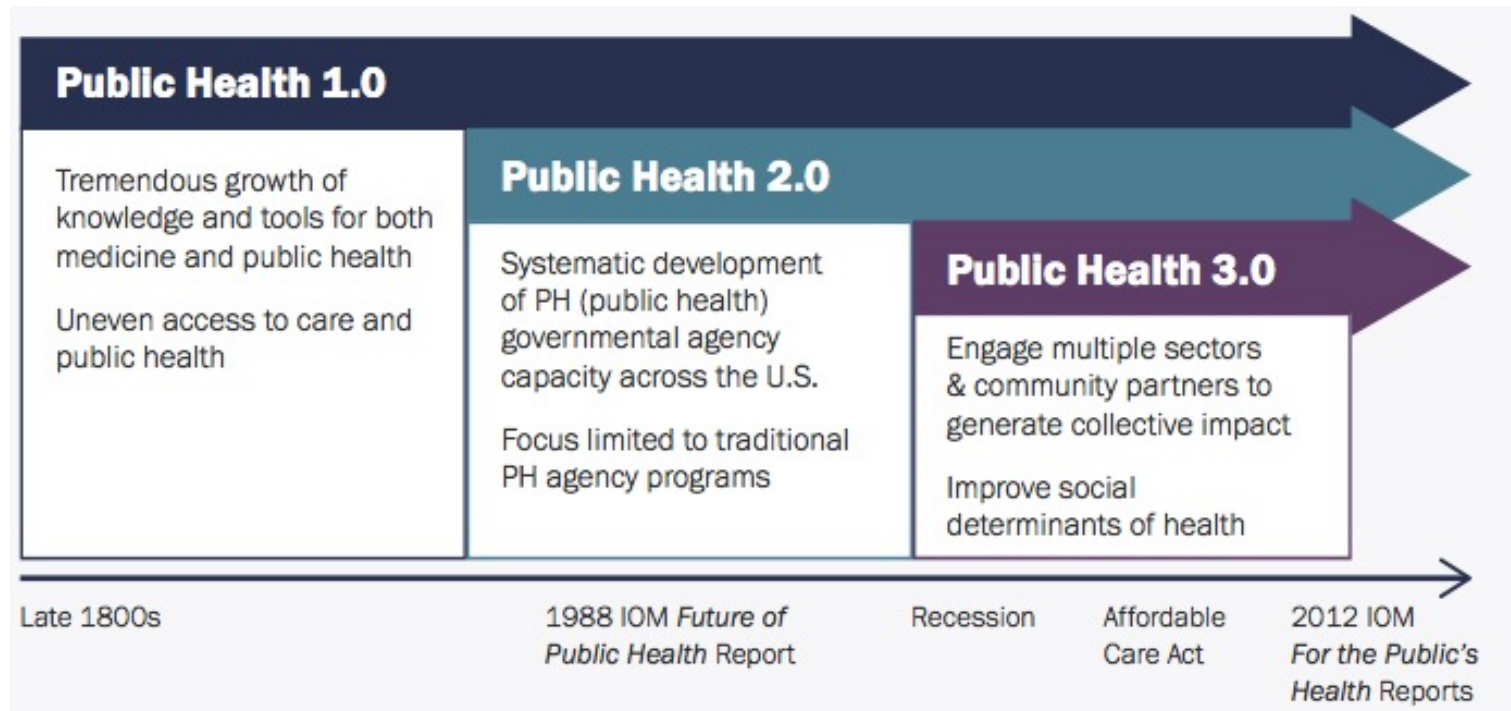 Public Health 1.0
Tremendous growth of
knowledge and tools for both
medicine and public health
Uneven access to care and
public health
Public Health 2.0
Systematic development
of PH (public health)
governmental agency
capacity across the U.S.
Focus limited to traditional
PH agency programs
Public Health 3.0
Engage multiple sectors
& community partners to
generate collective impact
Improve social
determinants of health
Late 1800s
1988 IOM Future of
Public Health Report
Recession
Affordable
Care Act
2012 IOM
For the Public's
Health Reports